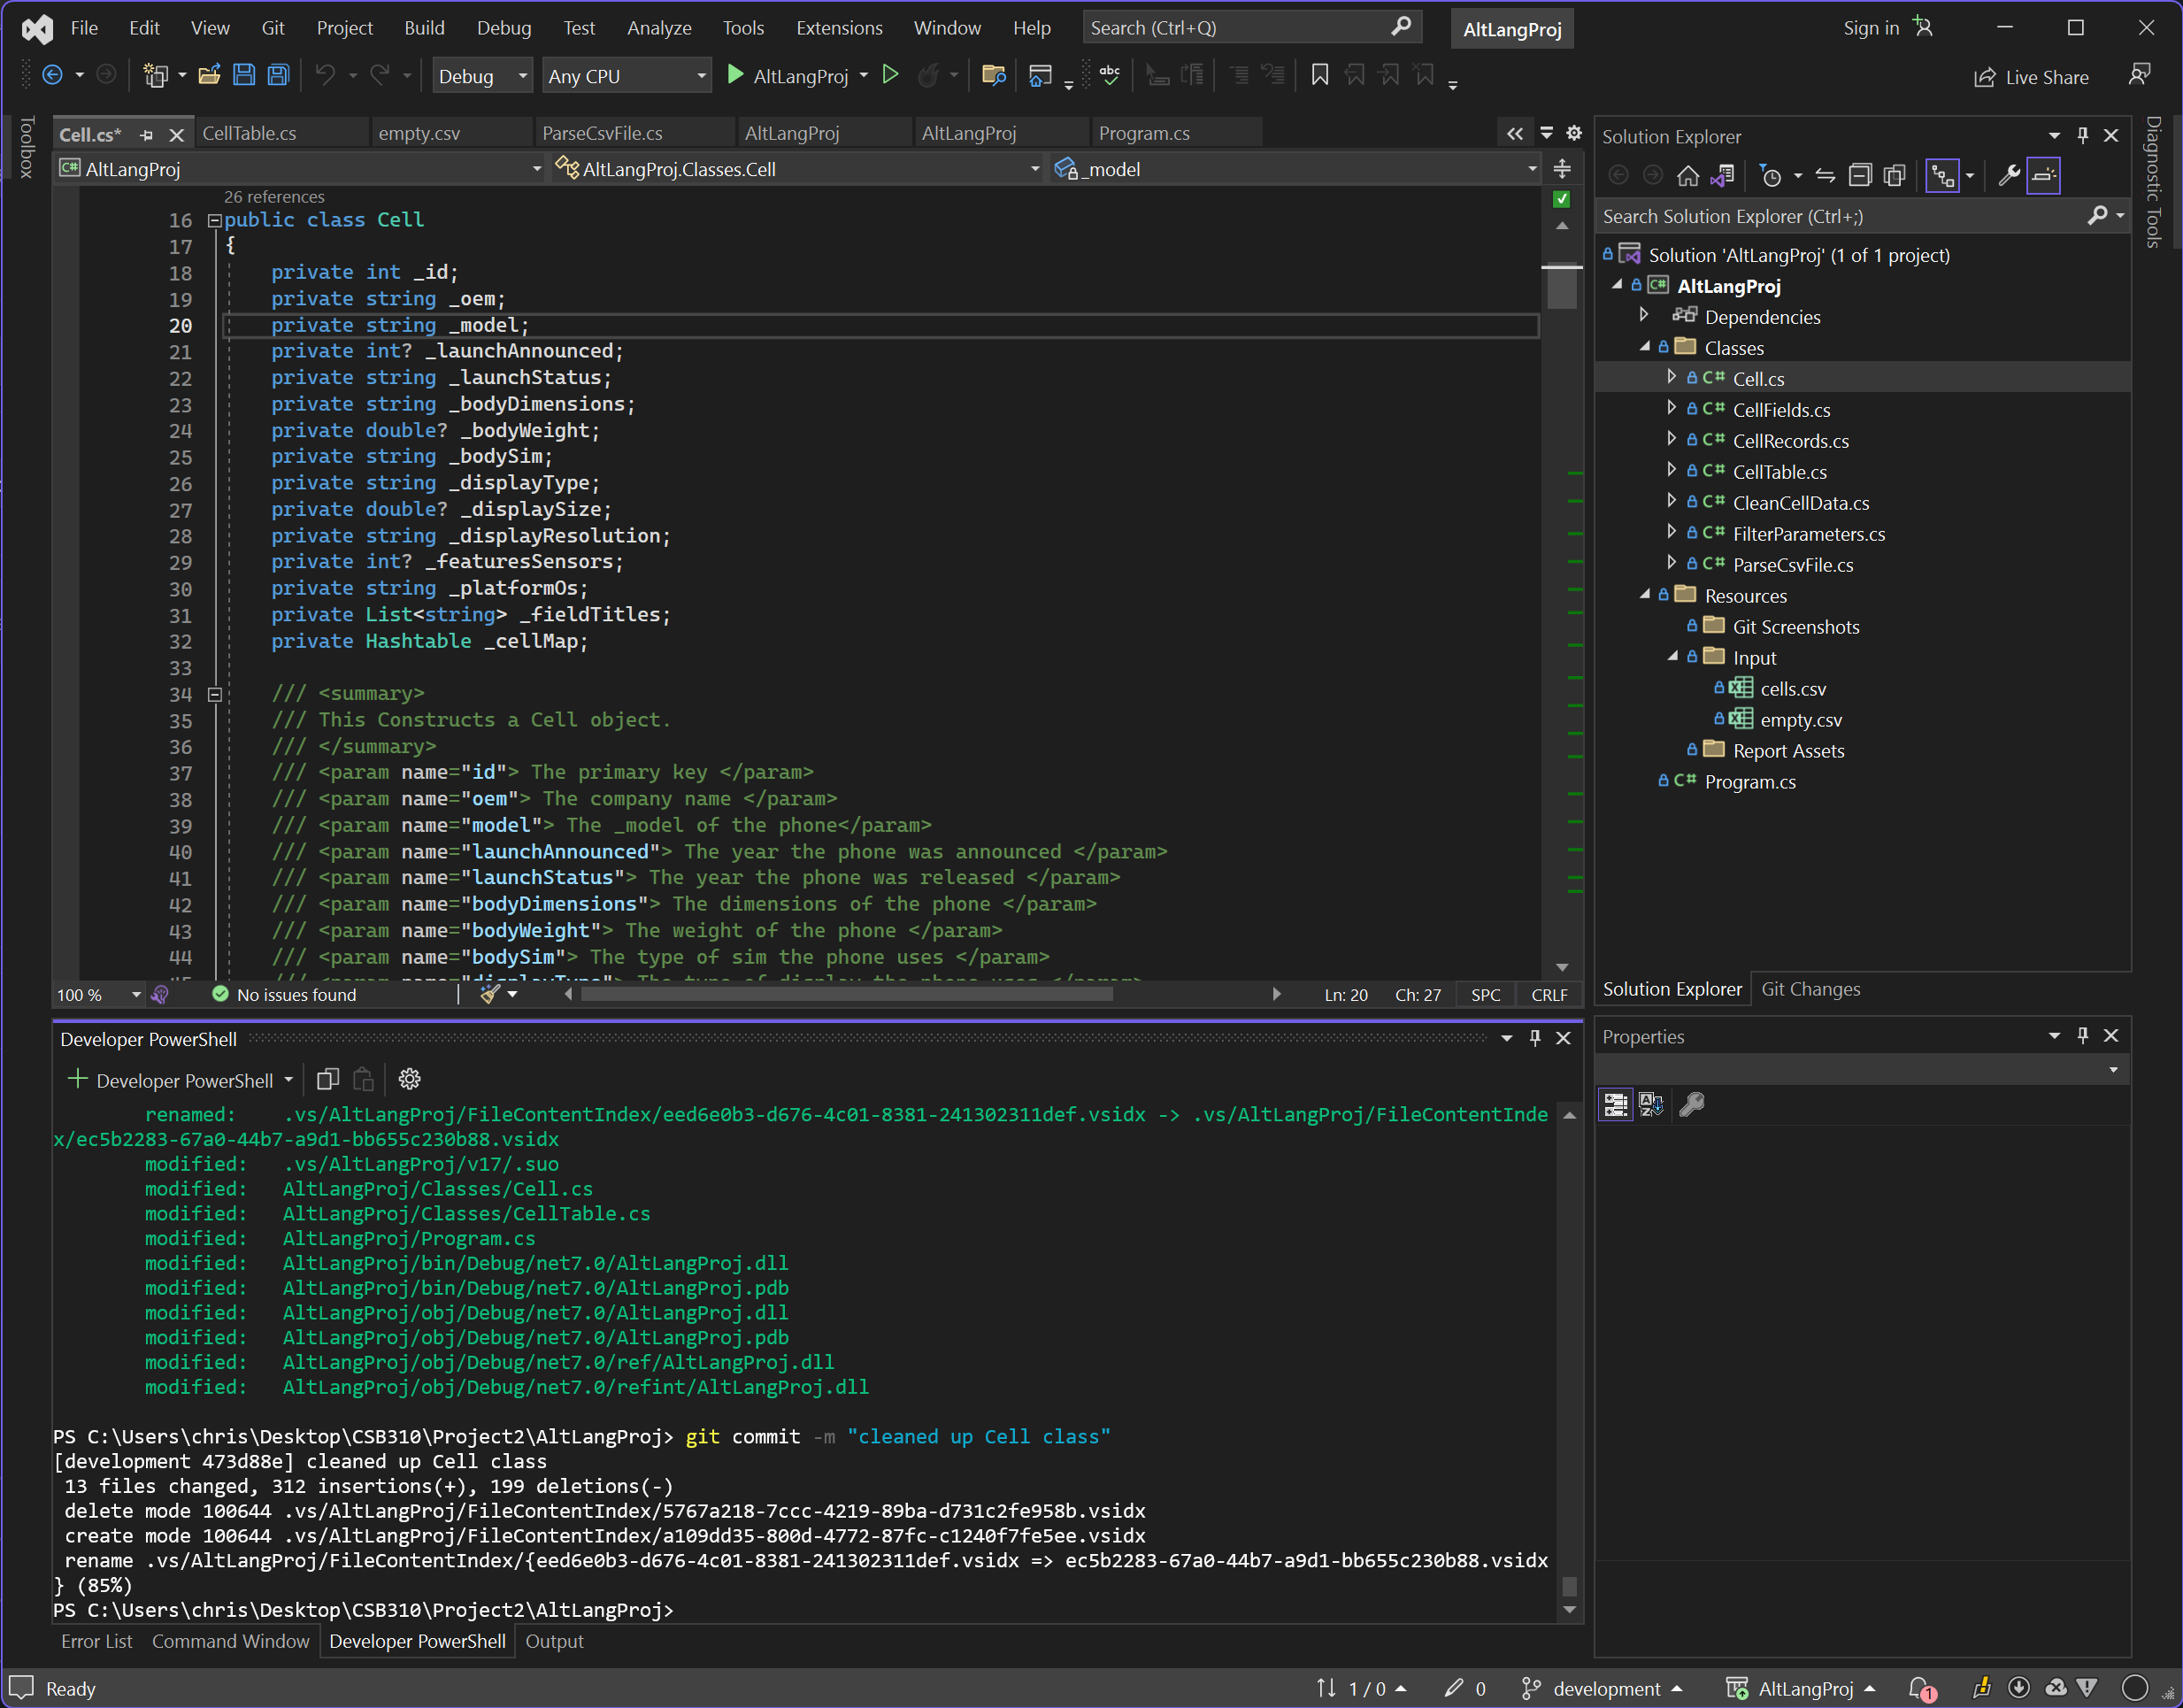 File Edit View Git Project Build Debug Test Tools Analyze Extensions Window Help Search (Ctrl+Q) AltLangProj Sign in
Debug Any CPU AltLangProj abc Live Share
Toolbox
Cell.cs* CellTable.cs empty.csv ParseCsvFile.cs AltLangProj AltLangProj Program.cs
C# AltLangProj AltLangProj.Classes.Cell _model
26 references
16 public class Cell
17 {
18 private int _id;
19 private string _oem;
20 private string _model;
21 private int? _launchAnnounced;
22 private string _launchStatus;
23 private string _bodyDimensions;
24 private double? _bodyWeight;
25 private string _bodySim;
26 private string _displayType;
27 private double? _displaySize;
28 private string _displayResolution;
29 private int? _featuresSensors;
30 private string _platformOs;
31 private List<string> _fieldTitles;
32 private Hashtable _cellMap;
33
34 /// <summary>
35 /// This Constructs a Cell object.
36 /// </summary>
37 /// <param name="id"> The primary key </param>
38 /// <param name="oem"> The company name </param>
39 /// <param name="model"> The _model of the phone</param>
40 /// <param name="launchAnnounced"> The year the phone was announced </param>
41 /// <param name="launchStatus"> The year the phone was released </param>
42 /// <param name="bodyDimensions"> The dimensions of the phone </param>
43 /// <param name="bodyWeight"> The weight of the phone </param>
44 /// <param name="bodySim"> The type of sim the phone uses </param>
45 /// <param name="displayType"> The type of display the phone uses </param>
100 % No issues found Ln: 20 Ch: 27 SPC CRLF
Developer PowerShell
Developer PowerShell
renamed: .vs/AltLangProj/FileContentIndex/eed6e0b3-d676-4c01-8381-241302311def.vsidx -> .vs/AltLangProj/FileContentInde
x/ec5b2283-67a0-44b7-a9d1-bb655c230b88.vsidx
modified: .vs/AltLangProj/v17/.suo
modified: AltLangProj/Classes/Cell.cs
modified: AltLangProj/Classes/CellTable.cs
modified: AltLangProj/Program.cs
modified: AltLangProj/bin/Debug/net7.0/AltLangProj.dll
modified: AltLangProj/bin/Debug/net7.0/AltLangProj.pdb
modified: AltLangProj/obj/Debug/net7.0/AltLangProj.dll
modified: AltLangProj/obj/Debug/net7.0/AltLangProj.pdb
modified: AltLangProj/obj/Debug/net7.0/ref/AltLangProj.dll
modified: AltLangProj/obj/Debug/net7.0/refint/AltLangProj.dll
PS C:\Users\chris\Desktop\CSB310\Project2\AltLangProj> git commit -m "cleaned up Cell class"
[development 473d88e] cleaned up Cell class
13 files changed, 312 insertions(+), 199 deletions(-)
delete mode 100644 .vs/AltLangProj/FileContentIndex/5767a218-7ccc-4219-89ba-d731c2fe958b.vsidx
create mode 100644 .vs/AltLangProj/FileContentIndex/a109dd35-800d-4772-87fc-c1240f7fe5ee.vsidx
rename .vs/AltLangProj/FileContentIndex/{eed6e0b3-d676-4c01-8381-241302311def.vsidx => ec5b2283-67a0-44b7-a9d1-bb655c230b88.vsidx
} (85%)
PS C:\Users\chris\Desktop\CSB310\Project2\AltLangProj>
Error List Command Window Developer PowerShell Output
Solution Explorer
Search Solution Explorer (Ctrl+;)
Solution 'AltLangProj' (1 of 1 project)
C# AltLangProj
Dependencies
Classes
C# Cell.cs
C# CellFields.cs
C# CellRecords.cs
C# CellTable.cs
C# CleanCellData.cs
C# FilterParameters.cs
C# ParseCsvFile.cs
Resources
Git Screenshots
Input
cells.csv
empty.csv
Report Assets
C# Program.cs
Solution Explorer Git Changes
Properties
Diagnostic Tools
Ready 1 / 0 0 development AltLangProj 1